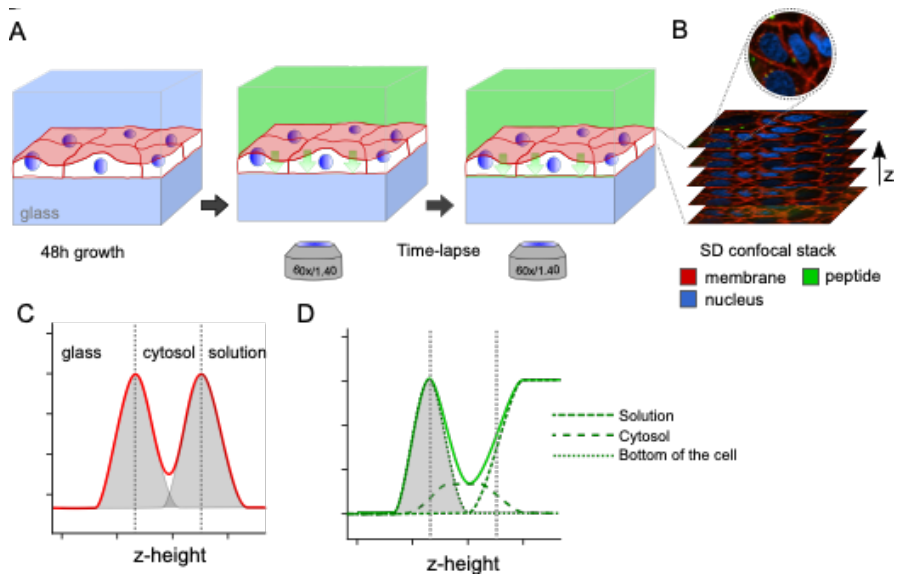 A
B
glass
48h growth
60x/1.40
Time-lapse
60x/1.40
z
SD confocal stack
membrane
peptide
nucleus
C
glass
cytosol
solution
z-height
D
Solution
Cytosol
Bottom of the cell
z-height